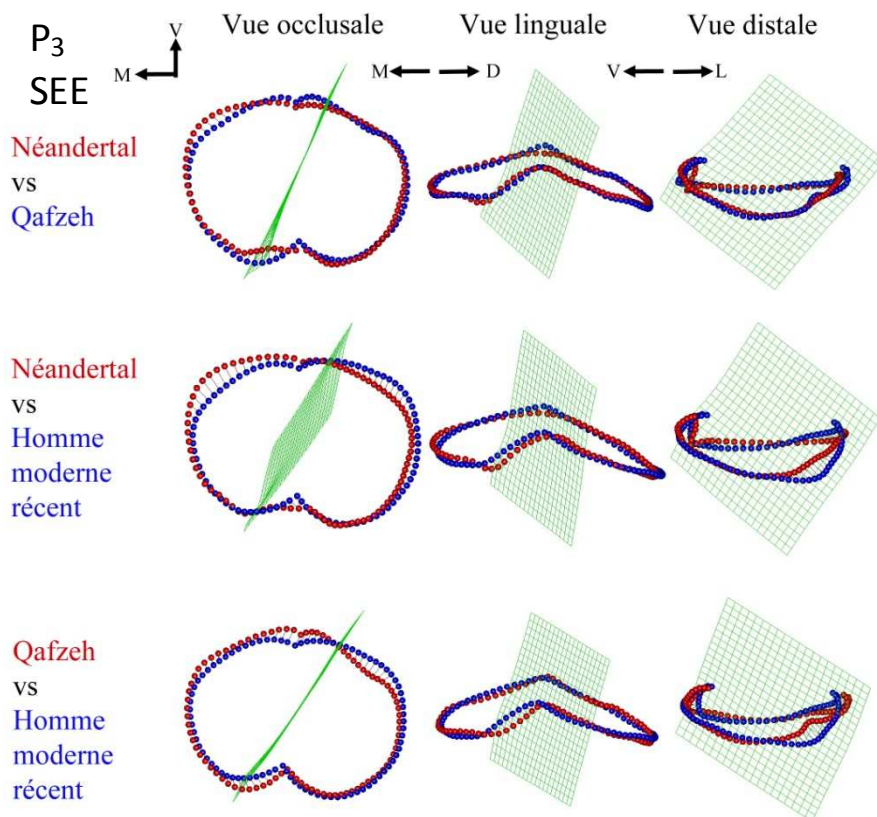 P₃
SEE
V
M
Vue occlusale
Vue linguale
Vue distale
M D
V L
Néandertal
vs
Qafzeh
Néandertal
vs
Homme
moderne
récent
Qafzeh
vs
Homme
moderne
récent